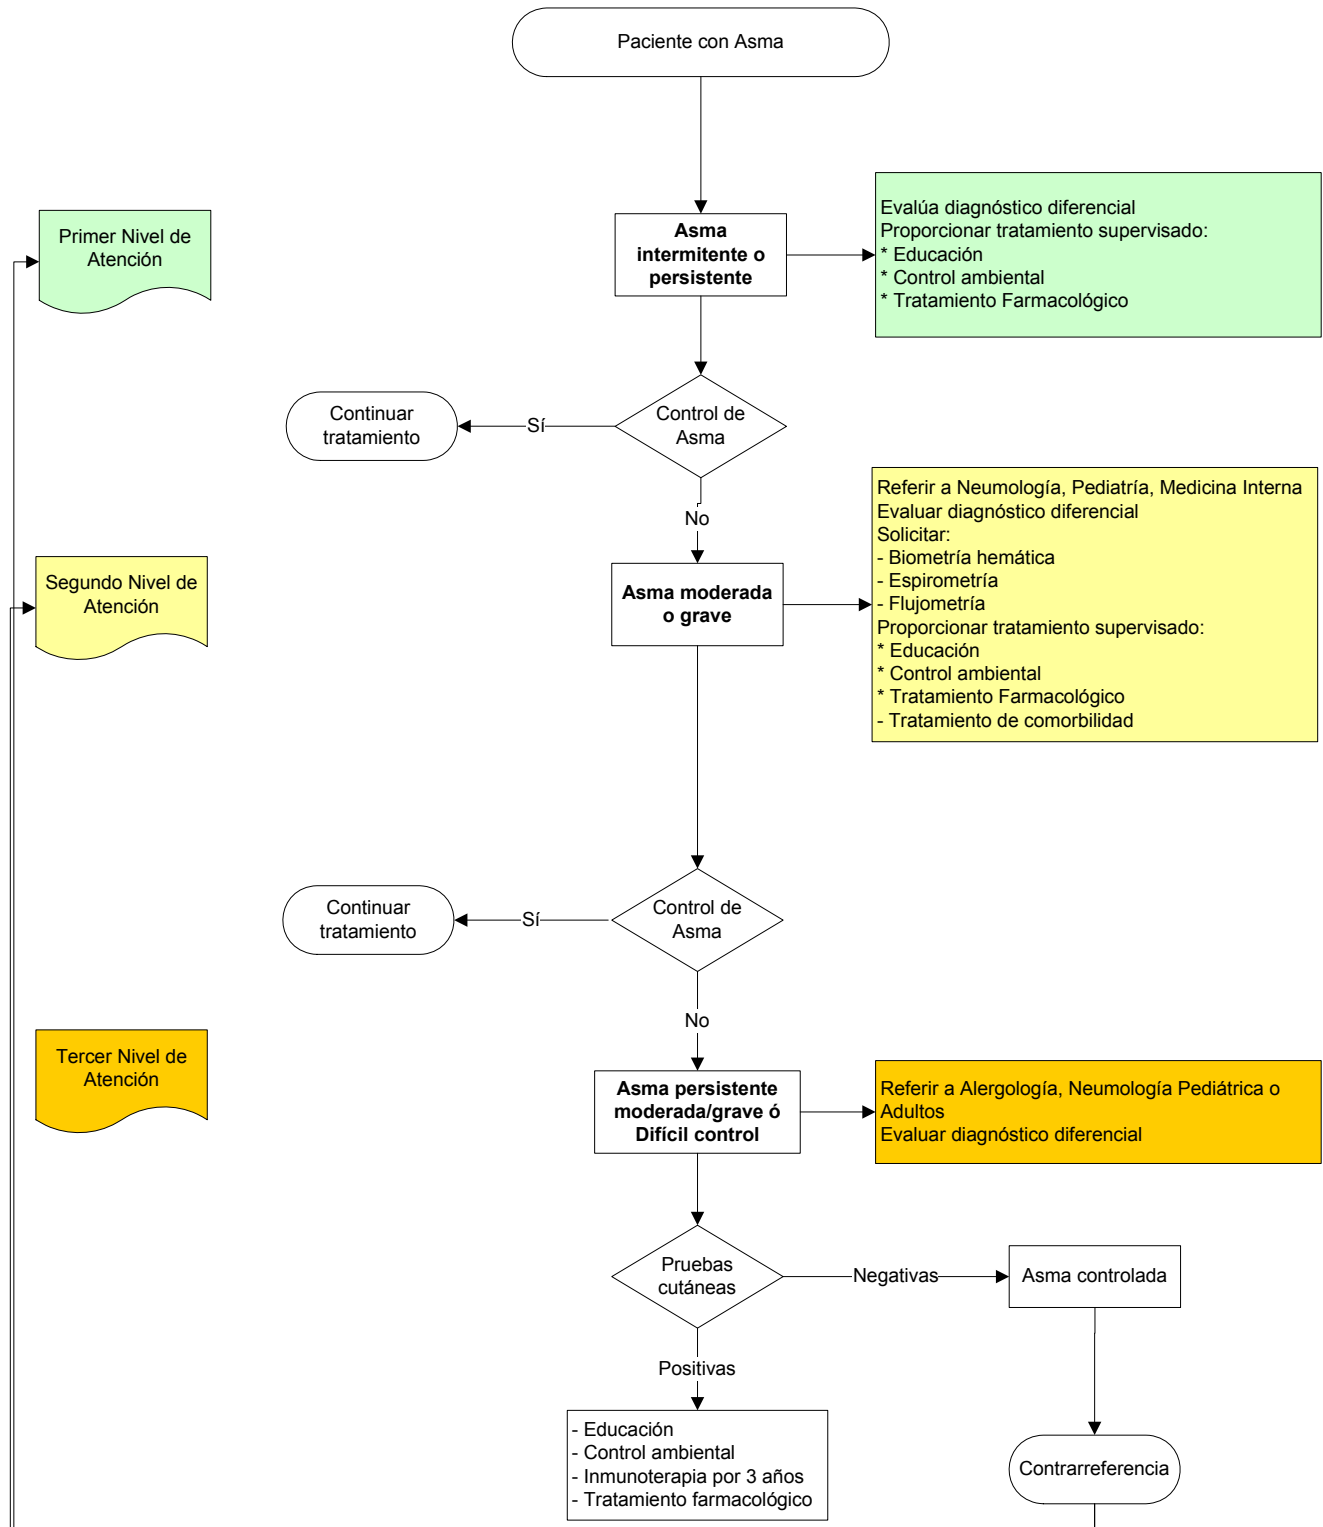 Paciente con Asma
Primer Nivel de
Atención
Asma
intermitente o
persistente
Evalúa diagnóstico diferencial
Proporcionar tratamiento supervisado:
* Educación
* Control ambiental
* Tratamiento Farmacológico
Continuar
tratamiento
Sí
Control de
Asma
No
Segundo Nivel de
Atención
Asma moderada
o grave
Referir a Neumología, Pediatría, Medicina Interna
Evaluar diagnóstico diferencial
Solicitar:
- Biometría hemática
- Espirometría
- Flujometría
Proporcionar tratamiento supervisado:
* Educación
* Control ambiental
* Tratamiento Farmacológico
- Tratamiento de comorbilidad
Continuar
tratamiento
Sí
Control de
Asma
No
Tercer Nivel de
Atención
Asma persistente
moderada/grave ó
Difícil control
Referir a Alergología, Neumología Pediátrica o
Adultos
Evaluar diagnóstico diferencial
Pruebas
cutáneas
Negativas
Asma controlada
Positivas
- Educación
- Control ambiental
- Inmunoterapia por 3 años
- Tratamiento farmacológico
Contrarreferencia